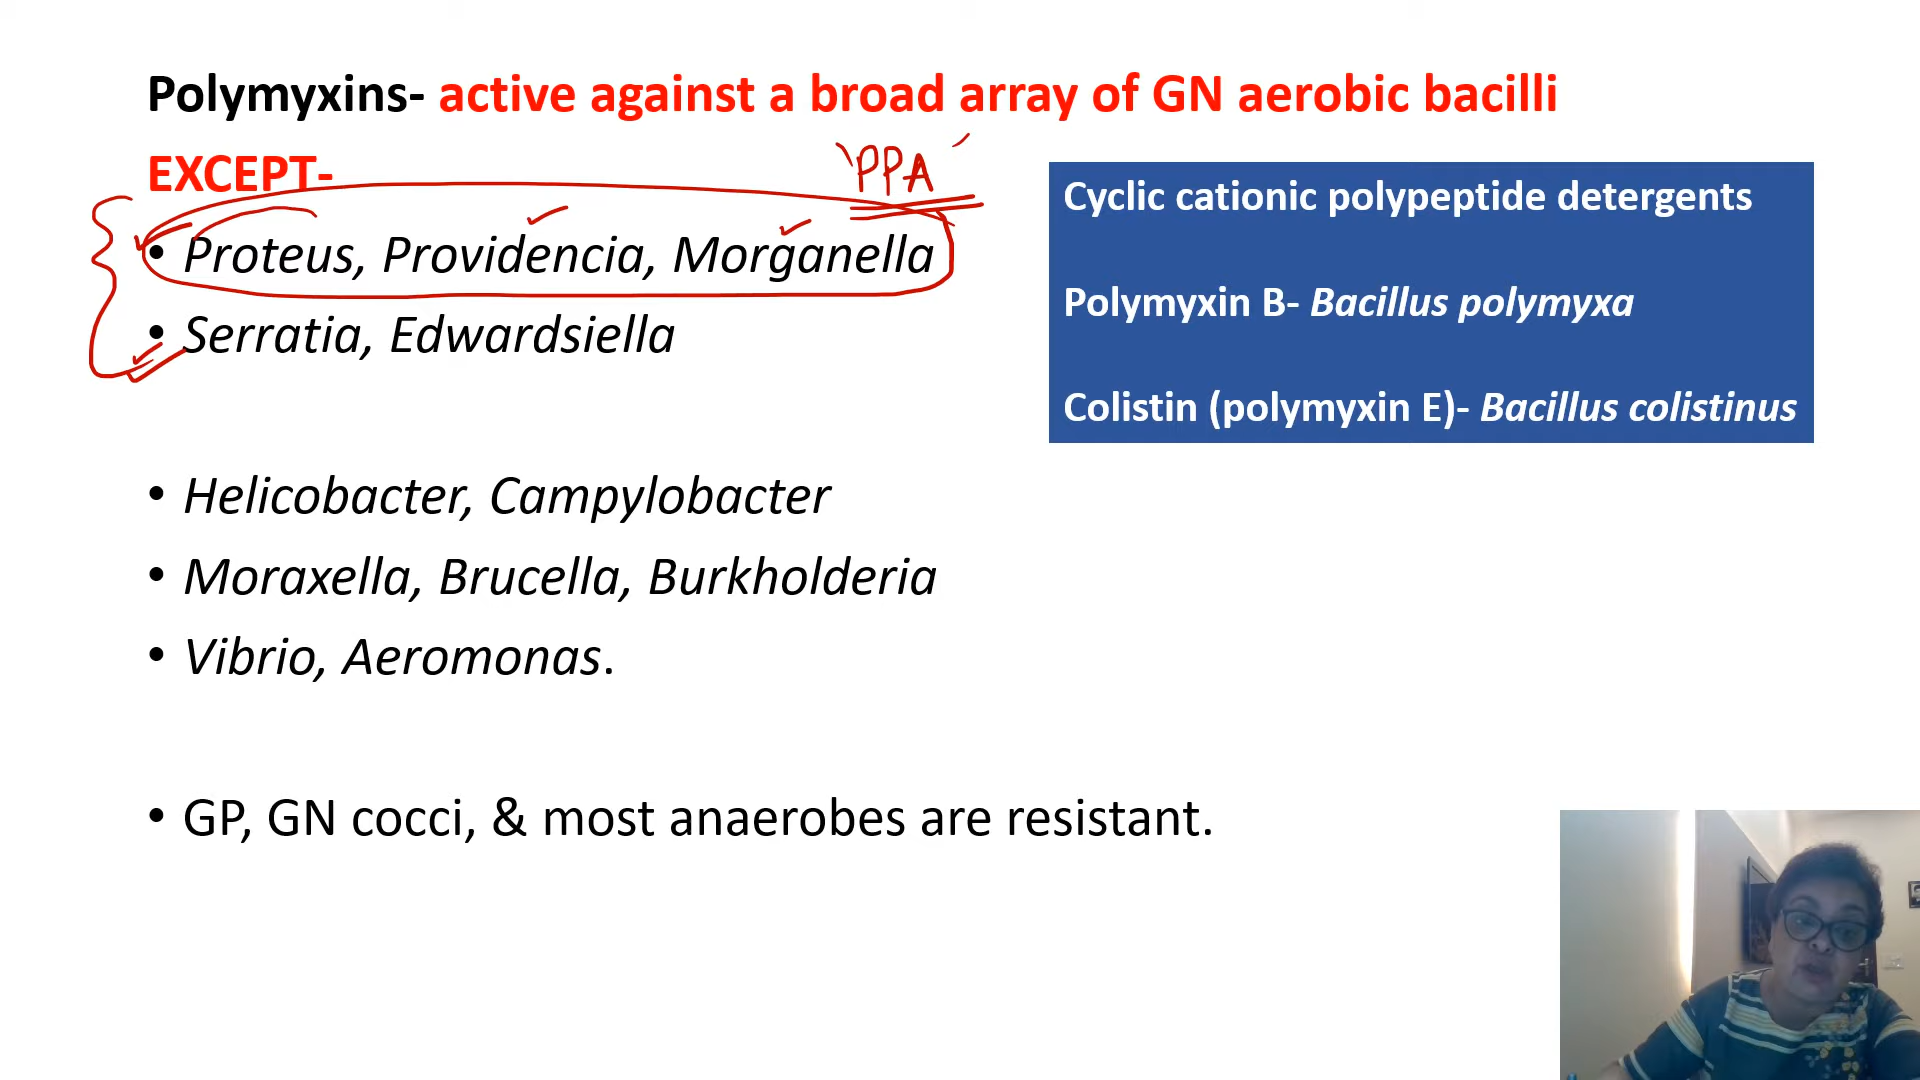 Polymyxins- active against a broad array of GN aerobic bacilli
EXCEPT-
'PPA'
• Proteus, Providencia, Morganella
• Serratia, Edwardsiella
• Helicobacter, Campylobacter
• Moraxella, Brucella, Burkholderia
• Vibrio, Aeromonas.
• GP, GN cocci, & most anaerobes are resistant.
Cyclic cationic polypeptide detergents
Polymyxin B- Bacillus polymyxa
Colistin (polymyxin E)- Bacillus colistinus